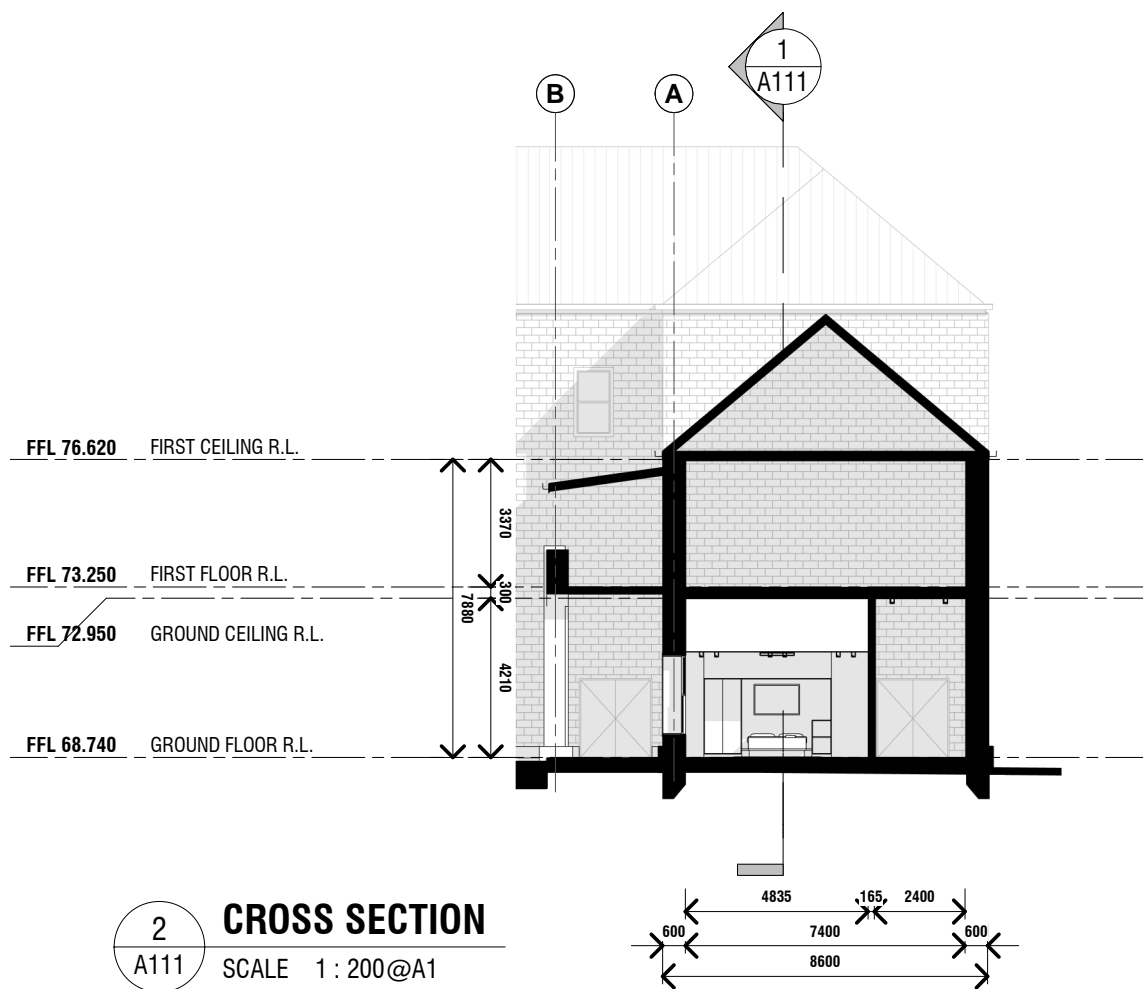 1
A111
B
A
FFL 76.620 FIRST CEILING R.L.
3370
FFL 73.250 FIRST FLOOR R.L.
300
7880
FFL 72.950 GROUND CEILING R.L.
4210
FFL 68.740 GROUND FLOOR R.L.
4835 165 2400
600 7400 600
8600
2
A111
CROSS SECTION
SCALE 1 : 200@A1